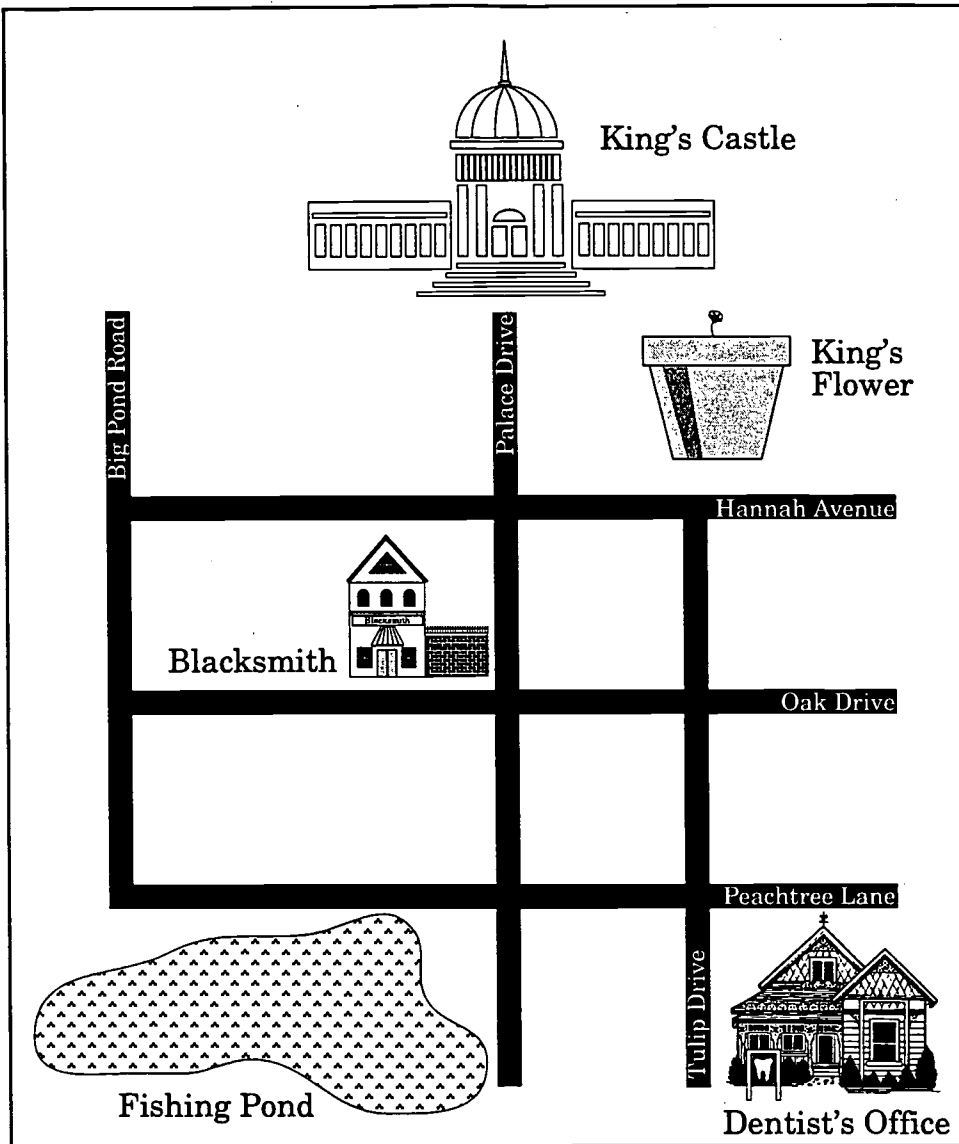 King's Castle
Big Pond Road
Palace Drive
King's
Flower
Hannah Avenue
Blacksmith
Blacksmith
Oak Drive
Peachtree Lane
Tulip Drive
Fishing Pond
Dentist's Office